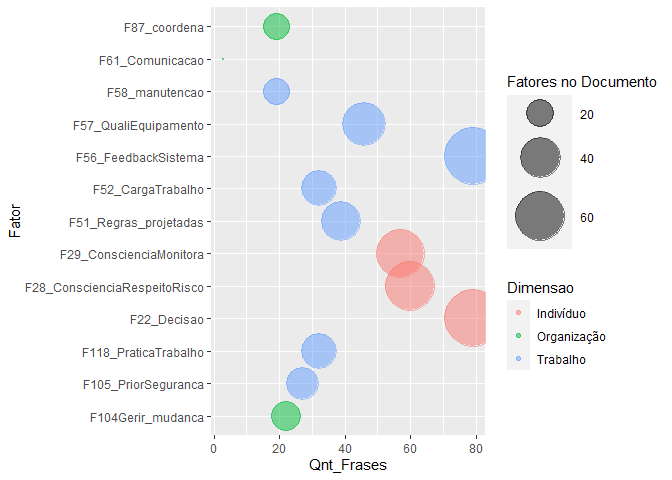 F87_coordena
F61_Comunicacao
F58_manutencao
F57_QualiEquipamento
F56_FeedbackSistema
F52_CargaTrabalho
F51_Regras_projetadas
F29_ConscienciaMonitora
F28_ConscienciaRespeitoRisco
F22_Decisao
F118_PraticaTrabalho
F105_PriorSeguranca
F104Gerir_mudanca
Fator
0 20 40 60 80
Qnt_Frases
Fatores no Documento
20
40
60
Dimensao
Indivíduo
Organização
Trabalho